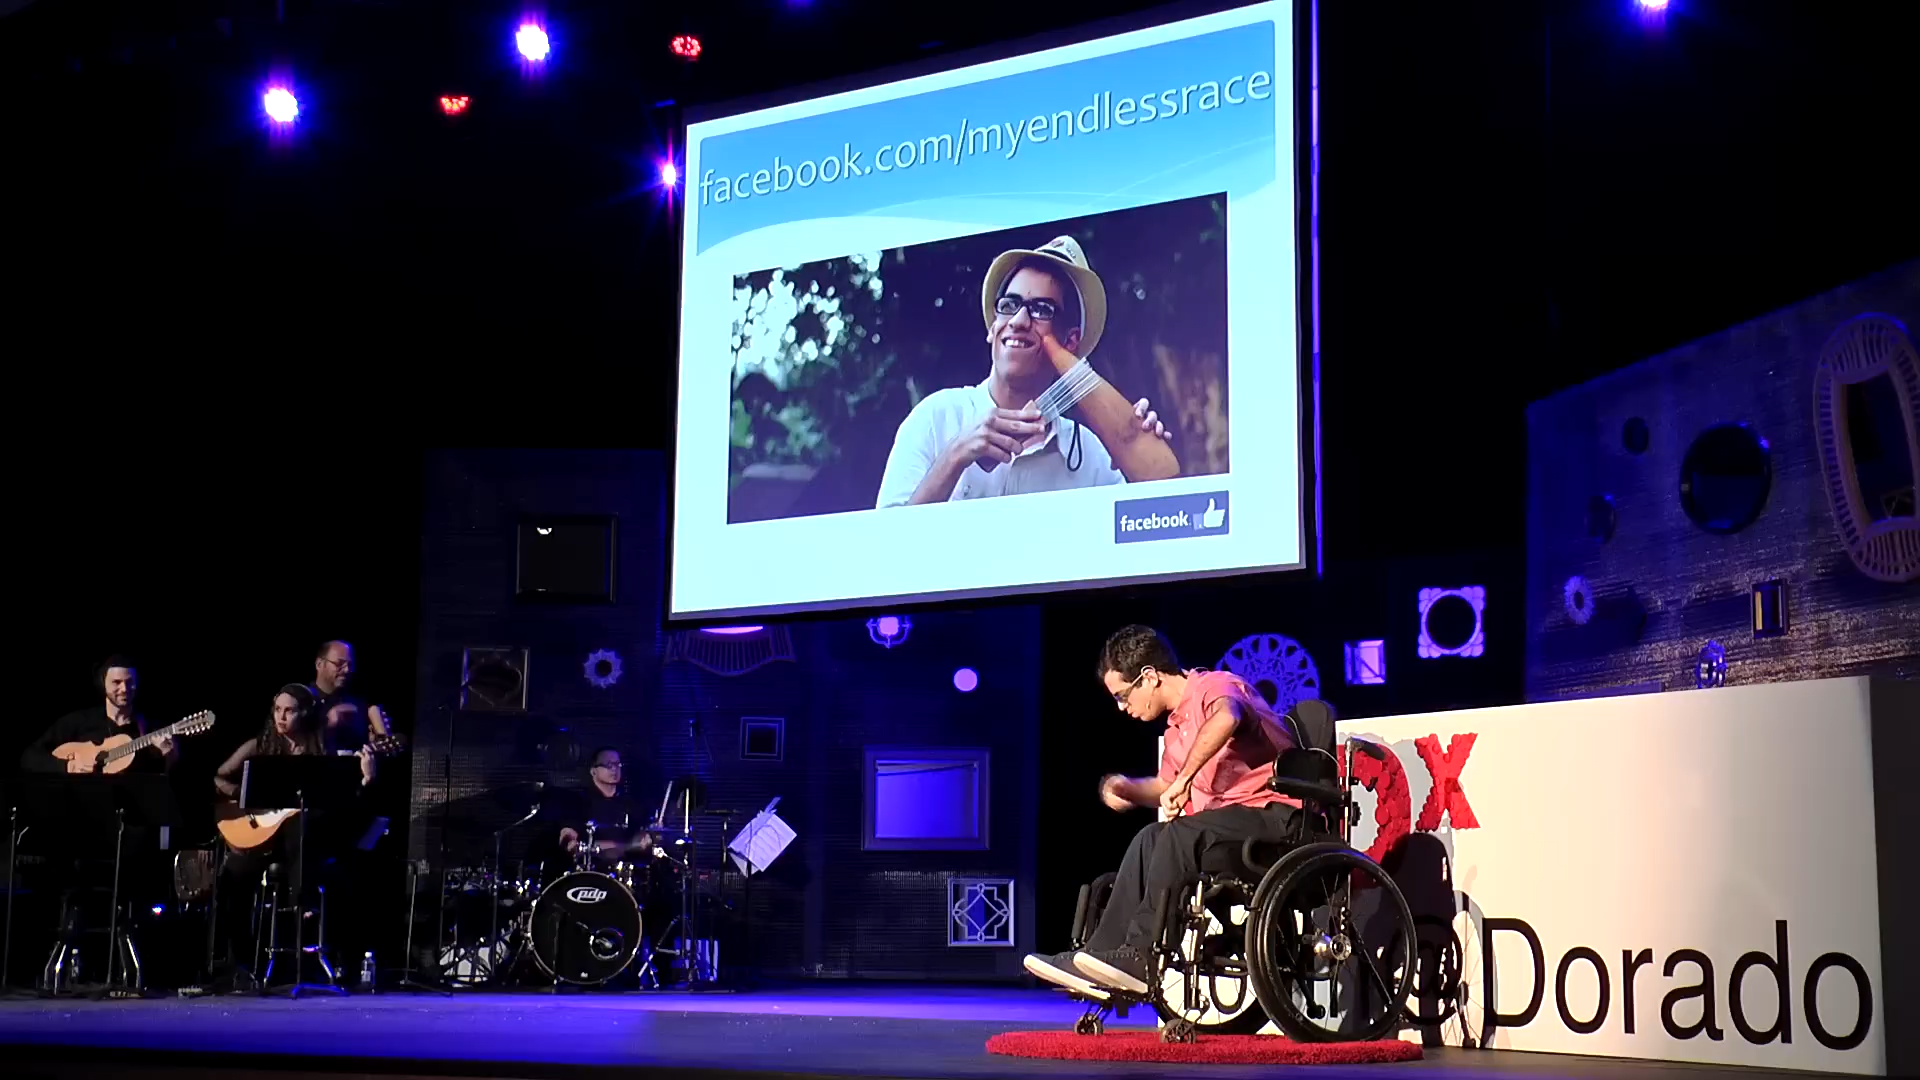 facebook.com/myendlessrace
facebook
pdp
x
@Dorado